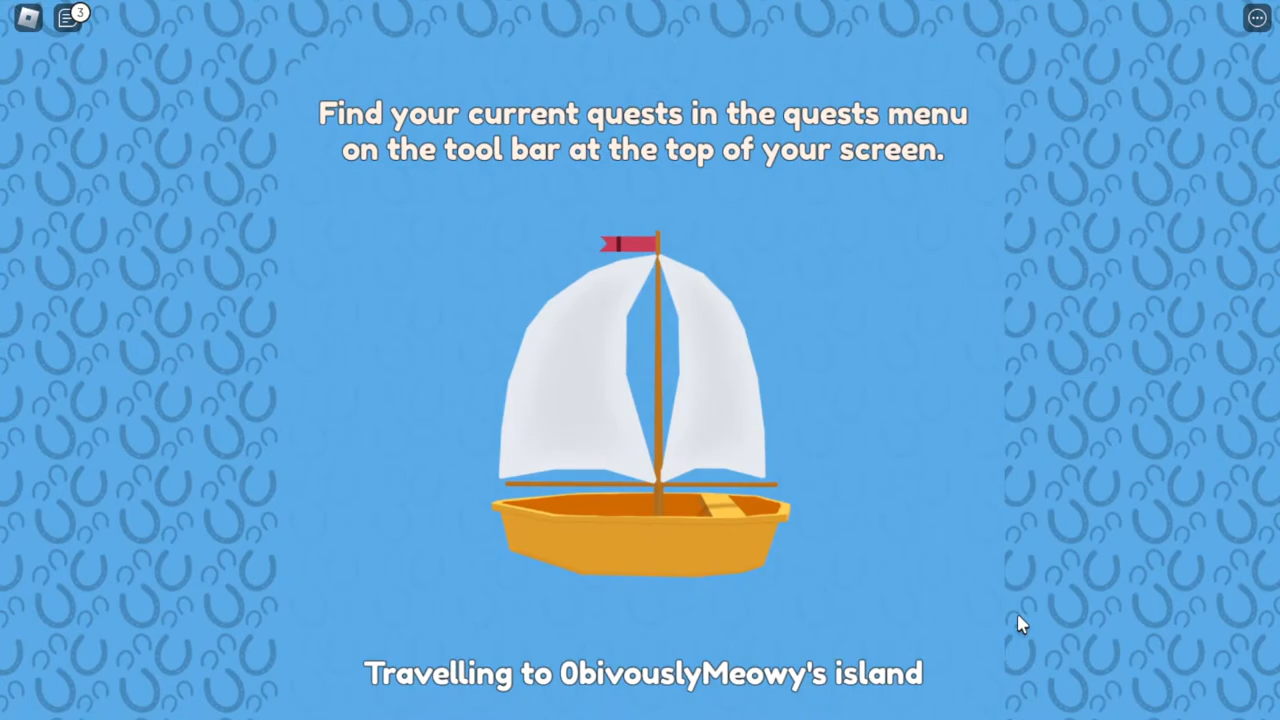 3
Find your current quests in the quests menu
on the tool bar at the top of your screen.
Travelling to 0bivouslyMeowy's island